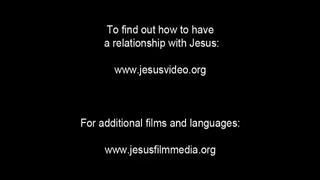 To find out how to have
a relationship with Jesus:
www.jesusvideo.org
For additional films and languages:
www.jesusfilmmedia.org